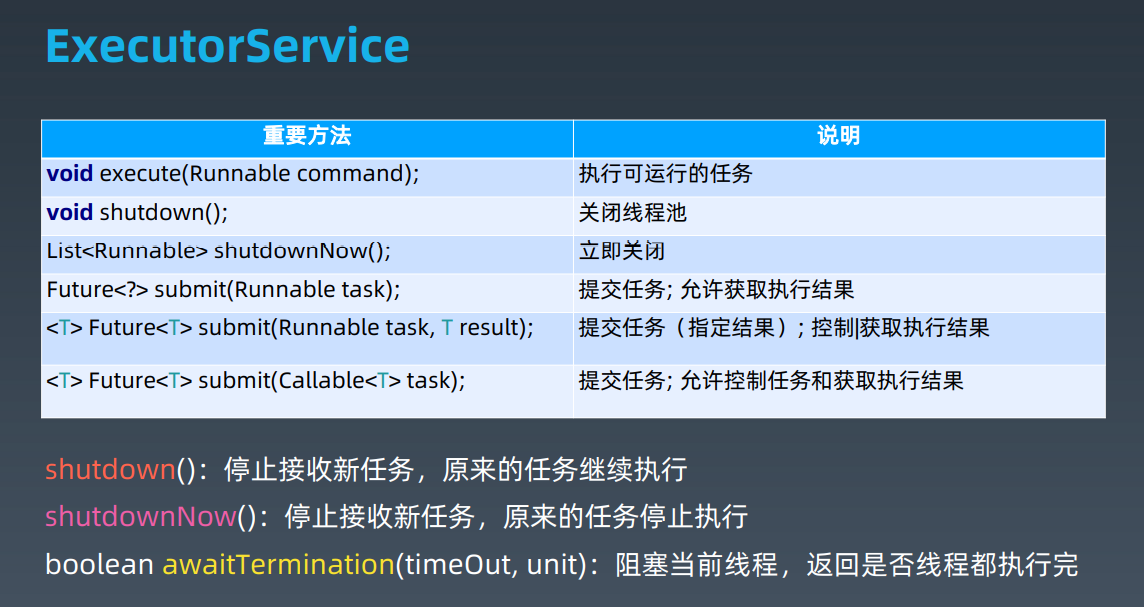 ExecutorService
重要方法 说明
void execute(Runnable command); 执行可运行的任务
void shutdown(); 关闭线程池
List<Runnable> shutdownNow(); 立即关闭
Future<?> submit(Runnable task); 提交任务; 允许获取执行结果
<T> Future<T> submit(Runnable task, T result); 提交任务（指定结果）; 控制|获取执行结果
<T> Future<T> submit(Callable<T> task); 提交任务; 允许控制任务和获取执行结果
shutdown()：停止接收新任务，原来的任务继续执行
shutdownNow()：停止接收新任务，原来的任务停止执行
boolean awaitTermination(timeOut, unit)：阻塞当前线程，返回是否线程都执行完